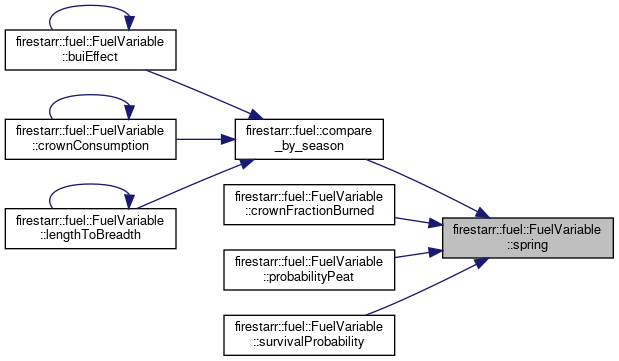 firestarr::fuel::FuelVariable
::buiEffect
firestarr::fuel::FuelVariable
::crownConsumption
firestarr::fuel::FuelVariable
::lengthToBreadth
firestarr::fuel::compare
_by_season
firestarr::fuel::FuelVariable
::crownFractionBurned
firestarr::fuel::FuelVariable
::probabilityPeat
firestarr::fuel::FuelVariable
::survivalProbability
firestarr::fuel::FuelVariable
::spring